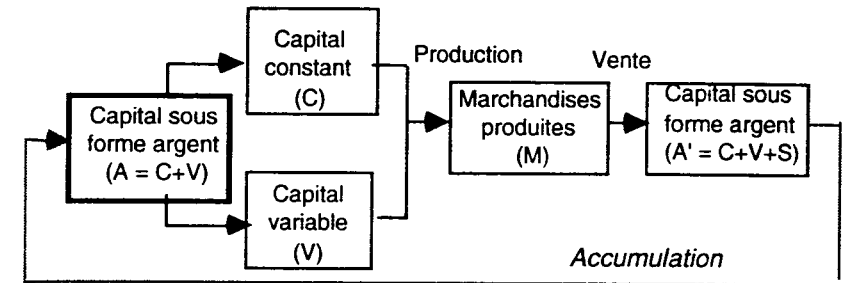 Capital sous
forme argent
(A = C+V)
Capital
constant
(C)
Capital
variable
(V)
Production
Marchandises
produites
(M)
Vente
Capital sous
forme argent
(A' = C+V+S)
Accumulation